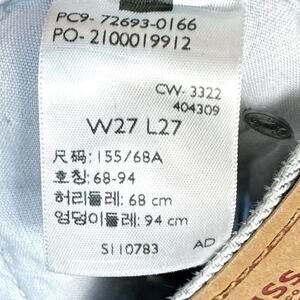 PC9- 72693-0166
PO-2100019912
CW-3322
404309
W27 L27
尺码: 155/68A
호칭: 68-94
허리둘레: 68 cm
엉덩이둘레: 94 cm
S110783 AD